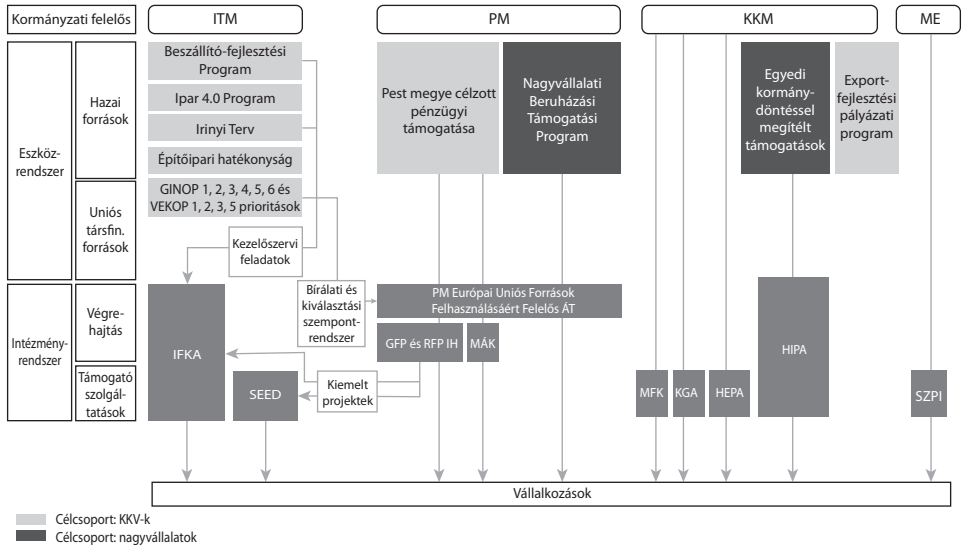 Kormányzati felelős
ITM
PM
KKM
ME
Eszköz-
rendszer
Hazai
források
Uniós
társfin.
források
Beszállító-fejlesztési
Program
Ipar 4.0 Program
Irinyi Terv
Építőipari hatékonyság
GINOP 1, 2, 3, 4, 5, 6 és
VEKOP 1, 2, 3, 5 prioritások
Pest megye célzott
pénzügyi
támogatása
Nagyvállalati
Beruházási
Támogatási
Program
Egyedi
kormány-
döntéssel
megítélt
támogatások
Export-
fejlesztési
pályázati
program
Kezelőszervi
feladatok
Bírálati és
kiválasztási
szempont-
rendszer
Intézmény-
rendszer
Végre-
hajtás
Támogató
szolgál-
tatások
IFKA
SEED
Kiemelt
projektek
PM Európai Uniós Források
Felhasználásáért Felelős ÁT
GFP és RFP IH
MÁK
MFK
KGA
HEPA
HIPA
SZPI
Vállalkozások
Célcsoport: KKV-k
Célcsoport: nagyvállalatok